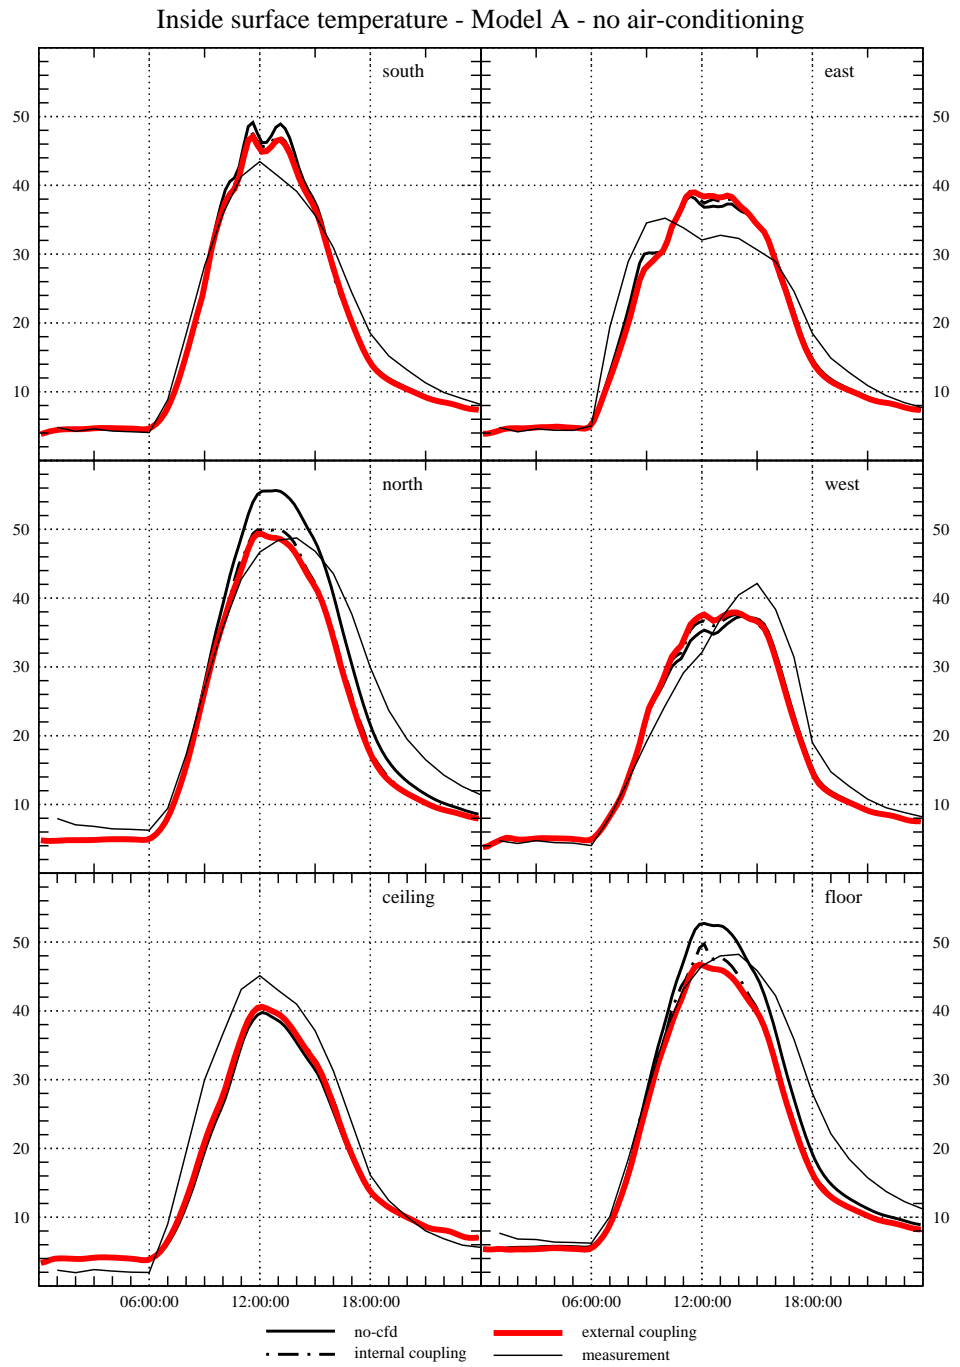 Inside surface temperature - Model A - no air-conditioning
south
east
50
50
40
40
30
30
20
20
10
10
north
west
50
50
40
40
30
30
20
20
10
10
ceiling
floor
50
50
40
40
30
30
20
20
10
10
06:00:00 12:00:00 18:00:00 06:00:00 12:00:00 18:00:00
no-cfd
external coupling
internal coupling
measurement